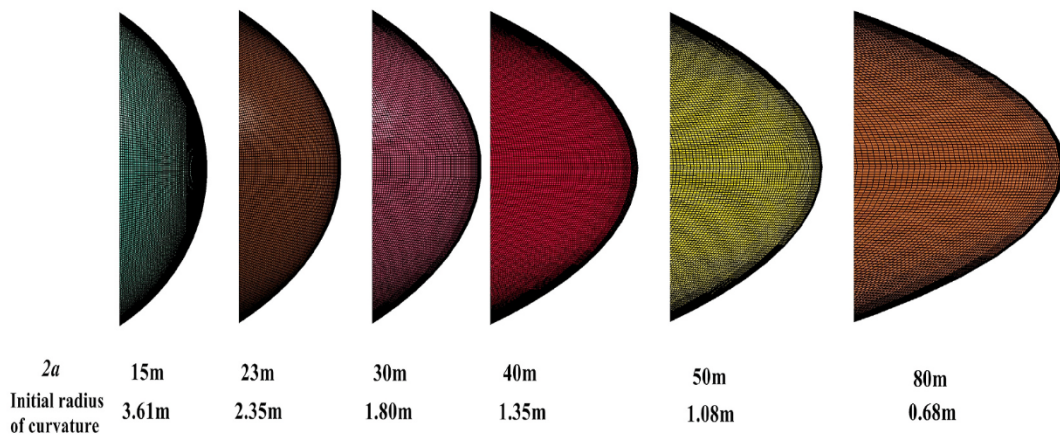 2a 15m 23m 30m 40m 50m 80m
Initial radius
of curvature 3.61m 2.35m 1.80m 1.35m 1.08m 0.68m